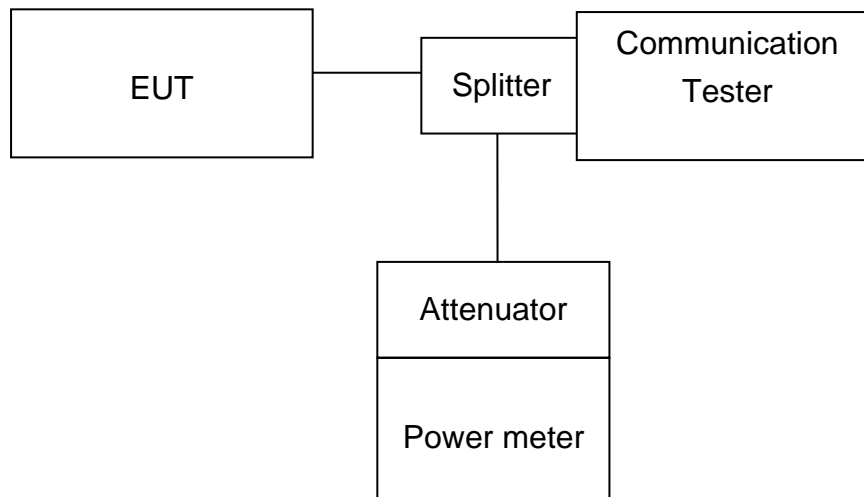 EUT
Splitter
Communication
Tester
Attenuator
Power meter